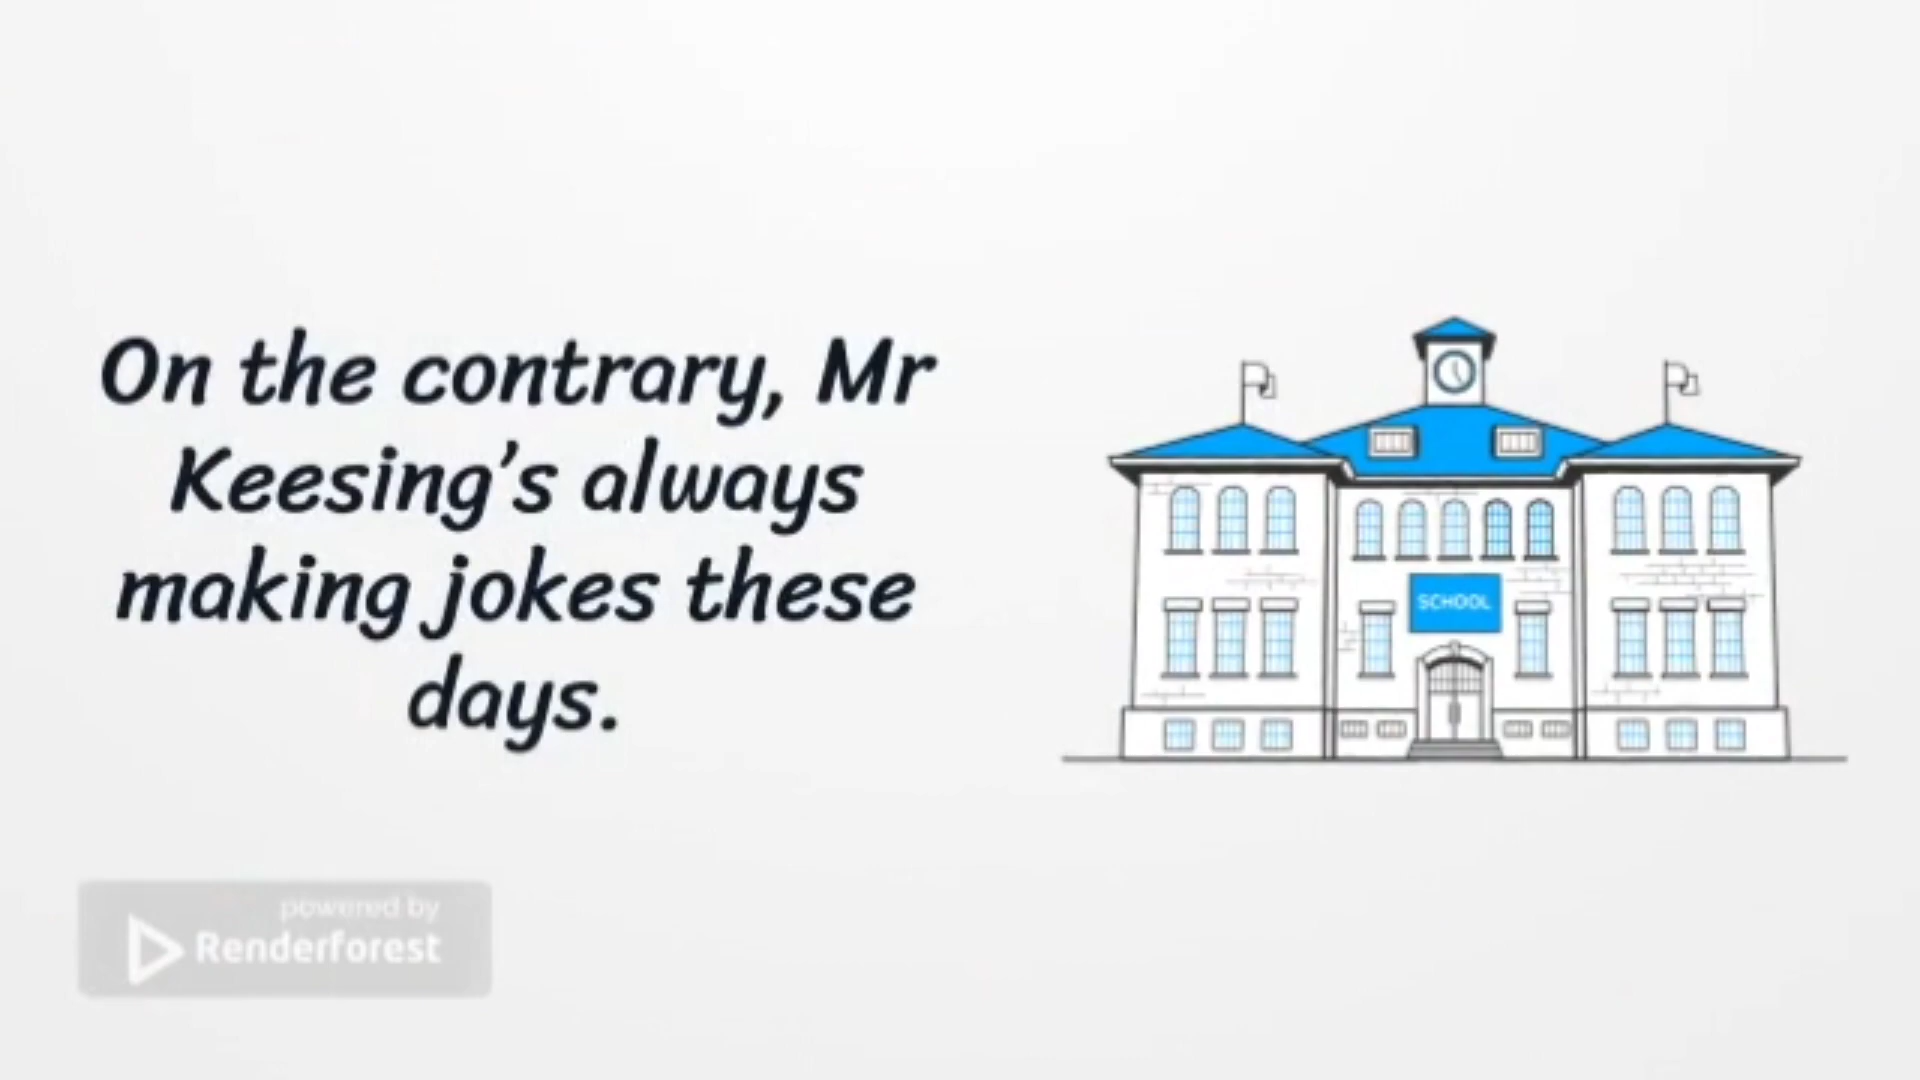 On the contrary, Mr
Keesing's always
making jokes these
days.
SCHOOL
powered by
Renderforest